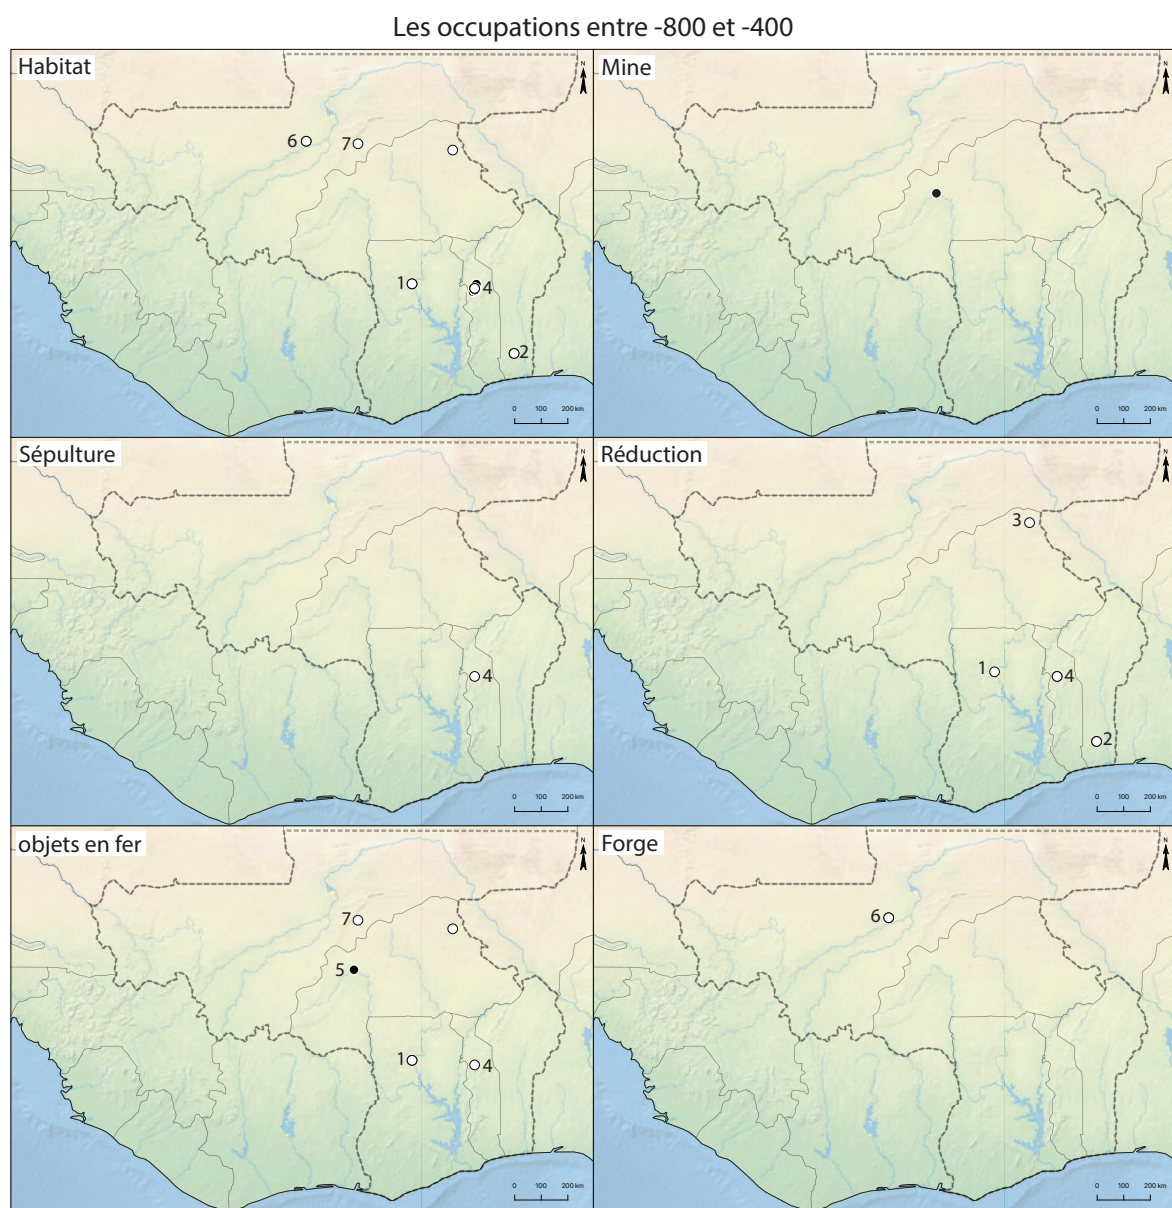 Les occupations entre -800 et -400
Habitat
N
6
7
1
4
2
0 100 200 km
Mine
N
0 100 200 km
Sépulture
N
4
0 100 200 km
Réduction
N
3
1
4
2
0 100 200 km
objets en fer
N
7
5
1
4
0 100 200 km
Forge
N
6
0 100 200 km